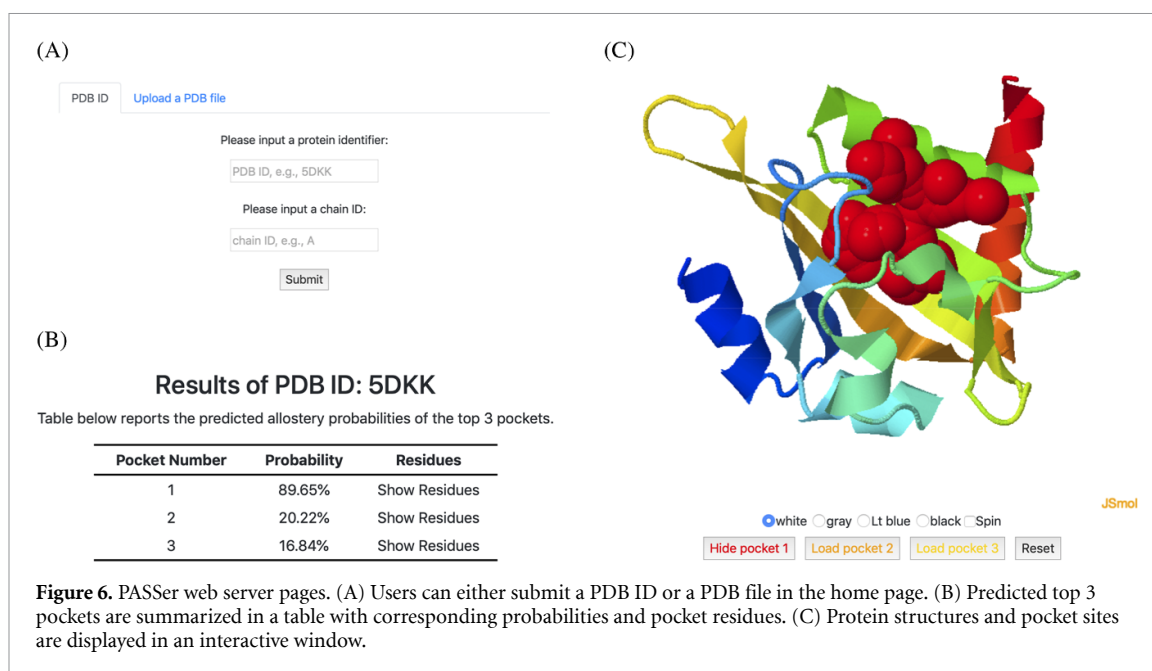 (A)
PDB ID Upload a PDB file
Please input a protein identifier:
PDB ID, e.g., 5DKK
Please input a chain ID:
chain ID, e.g., A
Submit
(B)
Results of PDB ID: 5DKK
Table below reports the predicted allostery probabilities of the top 3 pockets.
Pocket Number Probability Residues
1 89.65% Show Residues
2 20.22% Show Residues
3 16.84% Show Residues
(C)
JSmol
white gray Lt blue black Spin
Hide pocket 1 Load pocket 2 Load pocket 3 Reset
Figure 6. PASSer web server pages. (A) Users can either submit a PDB ID or a PDB file in the home page. (B) Predicted top 3
pockets are summarized in a table with corresponding probabilities and pocket residues. (C) Protein structures and pocket sites
are displayed in an interactive window.